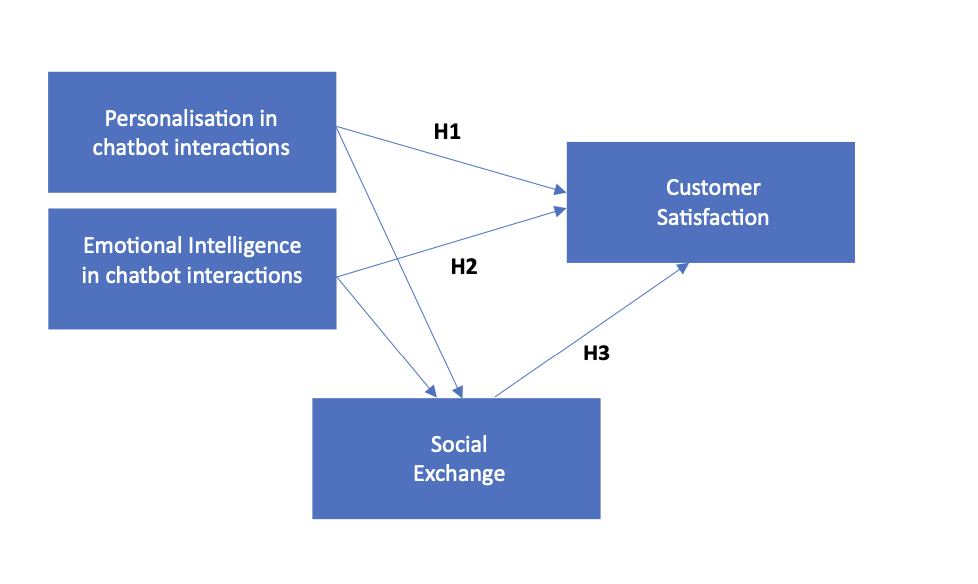 Personalisation in
chatbot interactions
H1
Customer
Satisfaction
Emotional Intelligence
in chatbot interactions
H2
H3
Social
Exchange